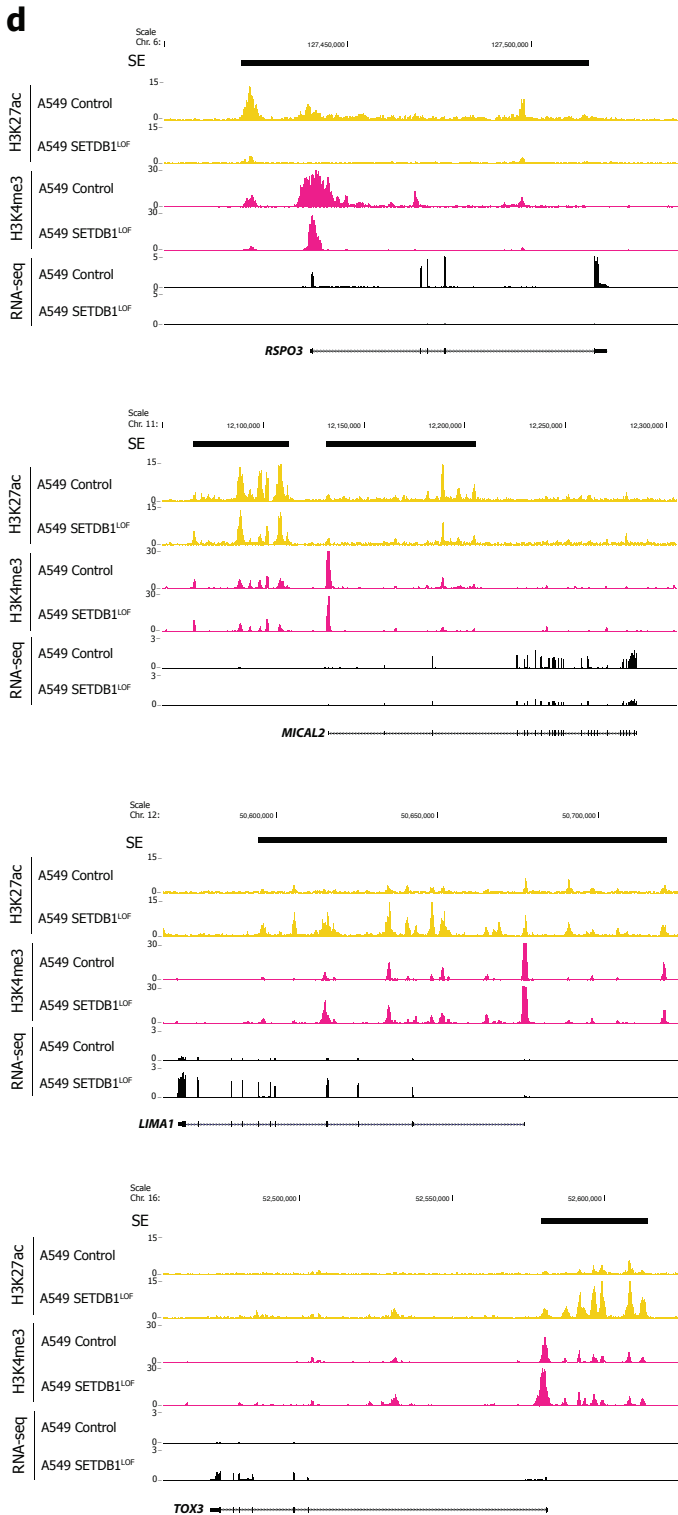 d
Scale
Chr. 6: 127,450,000 127,500,000
SE
H3K27ac
A549 Control
15
0
A549 SETDB1LOF
15
0
H3K4me3
A549 Control
30
0
A549 SETDB1LOF
30
0
RNA-seq
A549 Control
5
0
A549 SETDB1LOF
5
0
RSPO3
Scale
Chr. 11: 12,100,000 12,150,000 12,200,000 12,250,000 12,300,000
SE
H3K27ac
A549 Control
15
0
A549 SETDB1LOF
15
0
H3K4me3
A549 Control
30
0
A549 SETDB1LOF
30
0
RNA-seq
A549 Control
3
0
A549 SETDB1LOF
3
0
MICAL2
Scale
Chr. 12: 50,600,000 50,650,000 50,700,000
SE
H3K27ac
A549 Control
15
0
A549 SETDB1LOF
15
0
H3K4me3
A549 Control
30
0
A549 SETDB1LOF
30
0
RNA-seq
A549 Control
3
0
A549 SETDB1LOF
3
0
LIMA1
Scale
Chr. 16: 52,500,000 52,550,000 52,600,000
SE
H3K27ac
A549 Control
15
0
A549 SETDB1LOF
15
0
H3K4me3
A549 Control
30
0
A549 SETDB1LOF
30
0
RNA-seq
A549 Control
3
0
A549 SETDB1LOF
3
0
TOX3